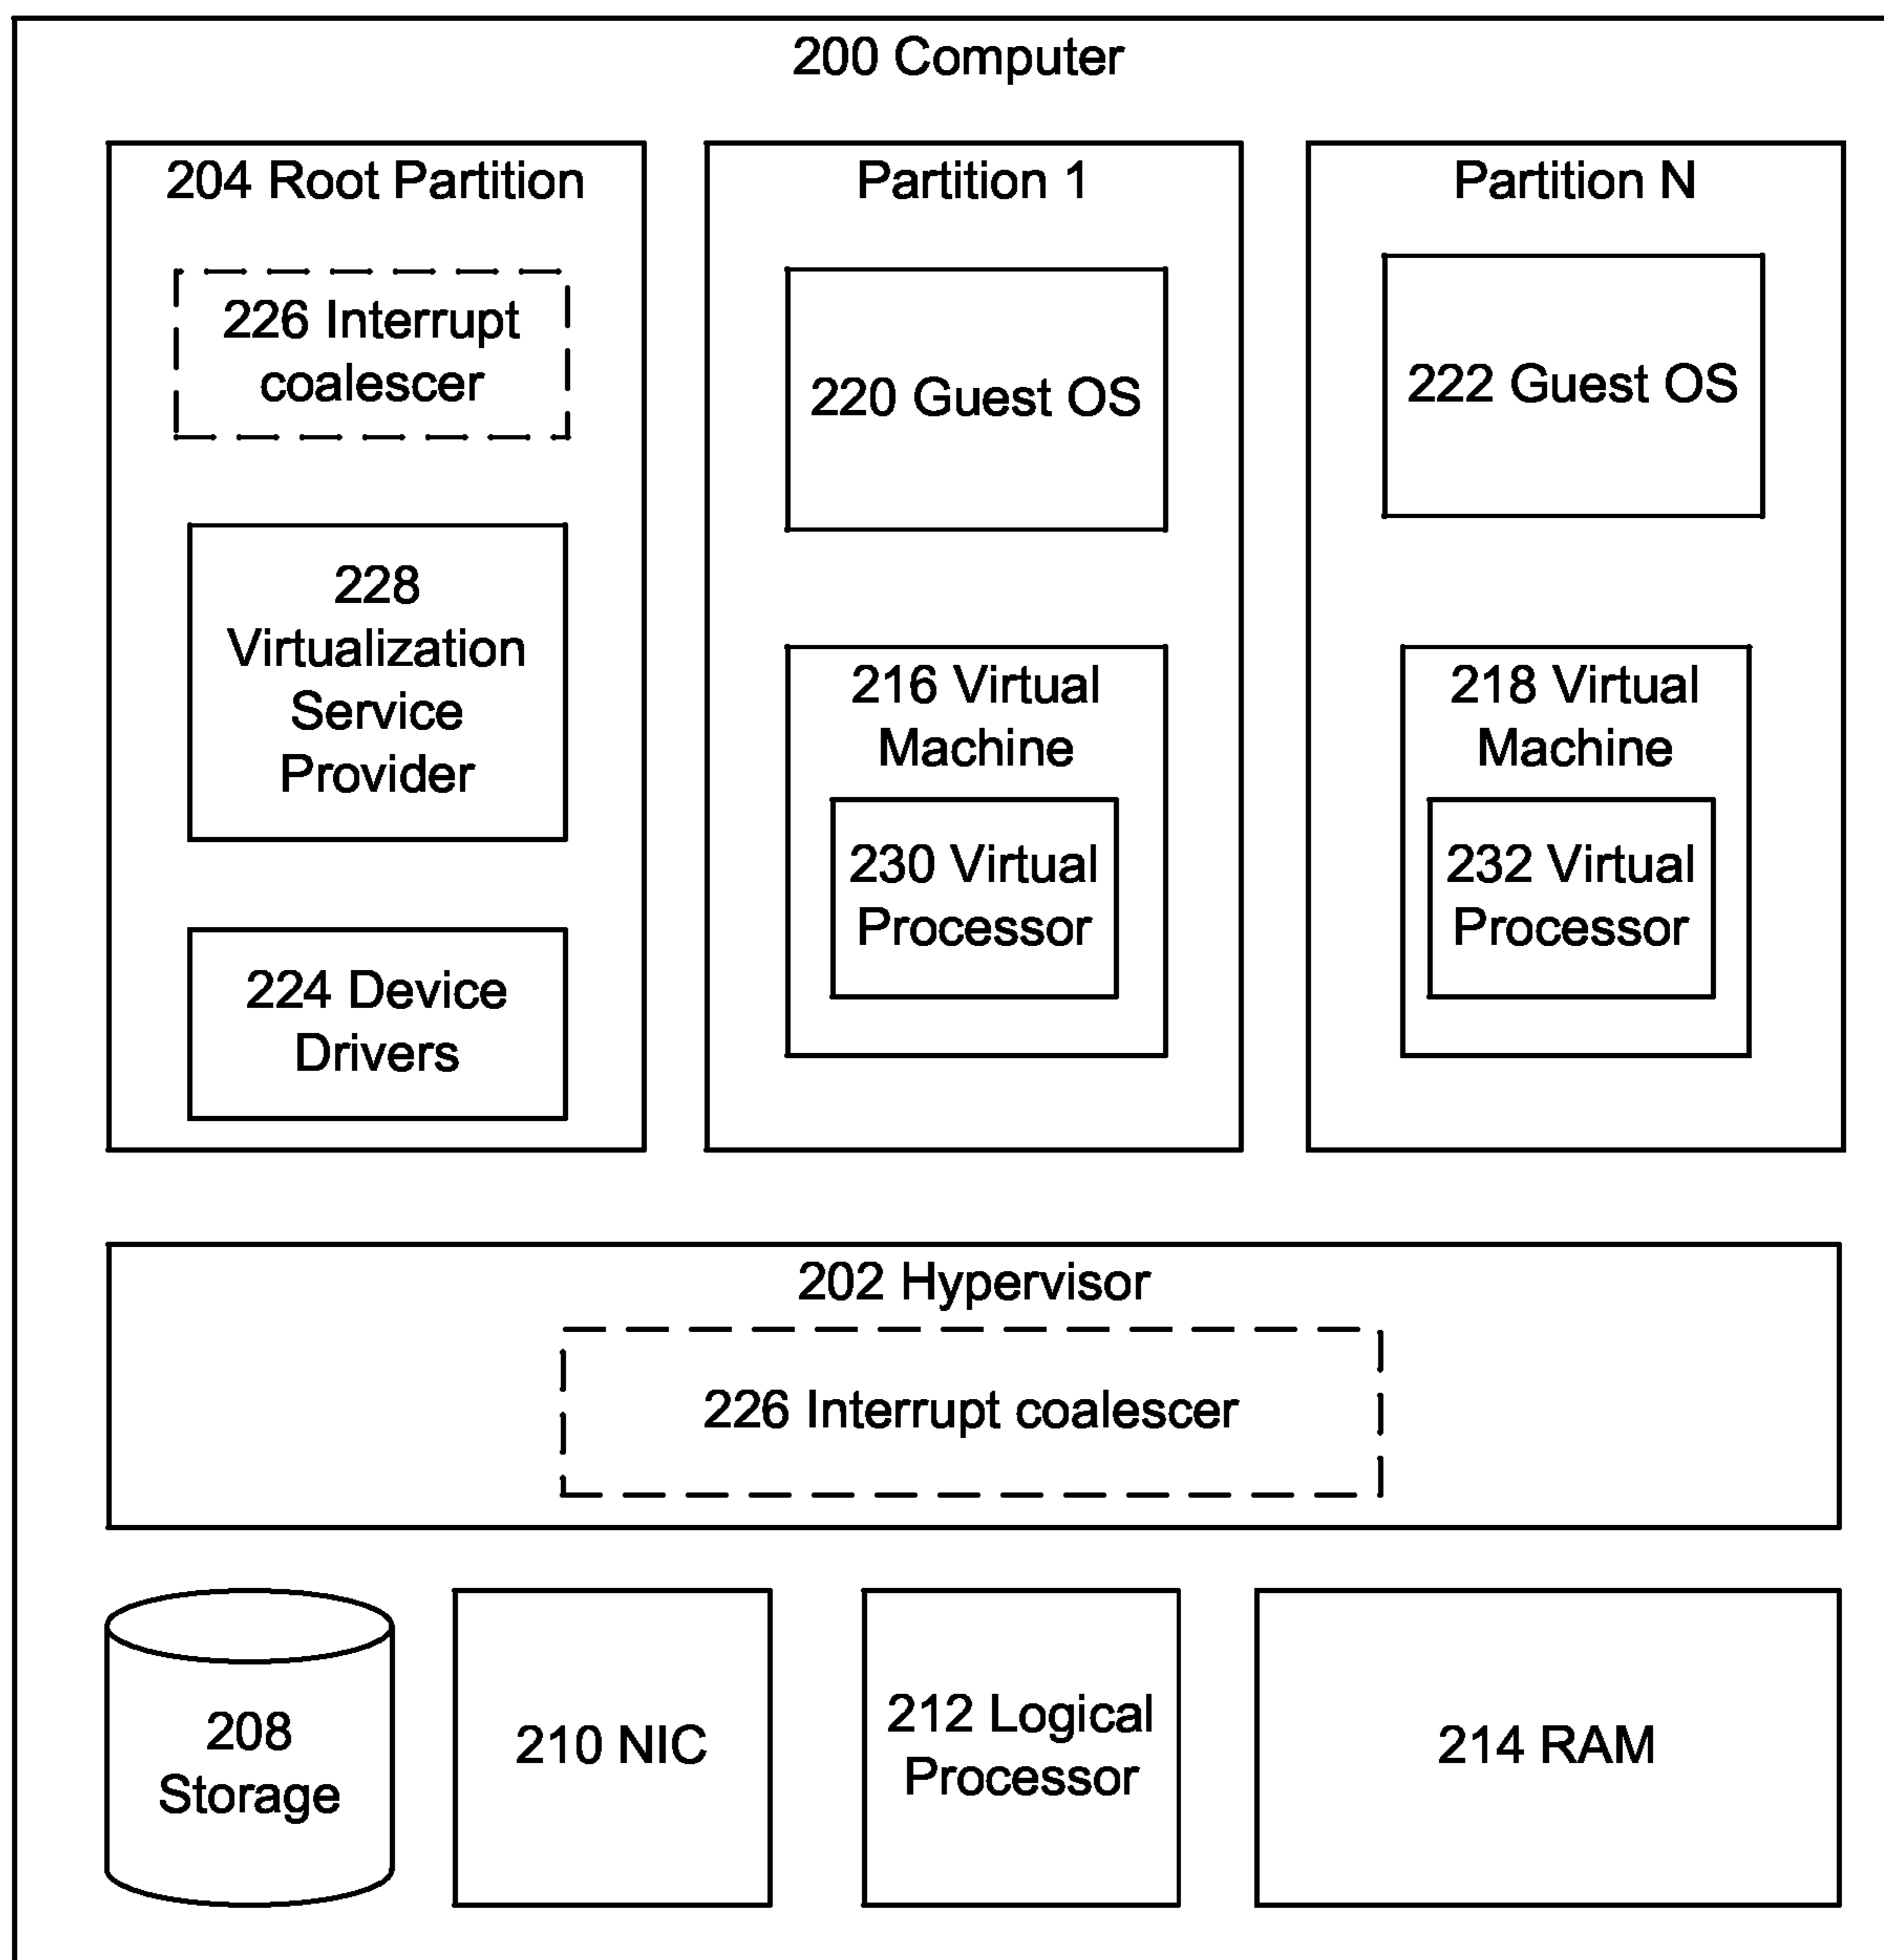 200 Computer
204 Root Partition
226 Interrupt
coalescer
228
Virtualization
Service
Provider
224 Device
Drivers
Partition 1
220 Guest OS
216 Virtual
Machine
230 Virtual
Processor
Partition N
222 Guest OS
218 Virtual
Machine
232 Virtual
Processor
202 Hypervisor
226 Interrupt coalescer
208
Storage
210 NIC
212 Logical
Processor
214 RAM